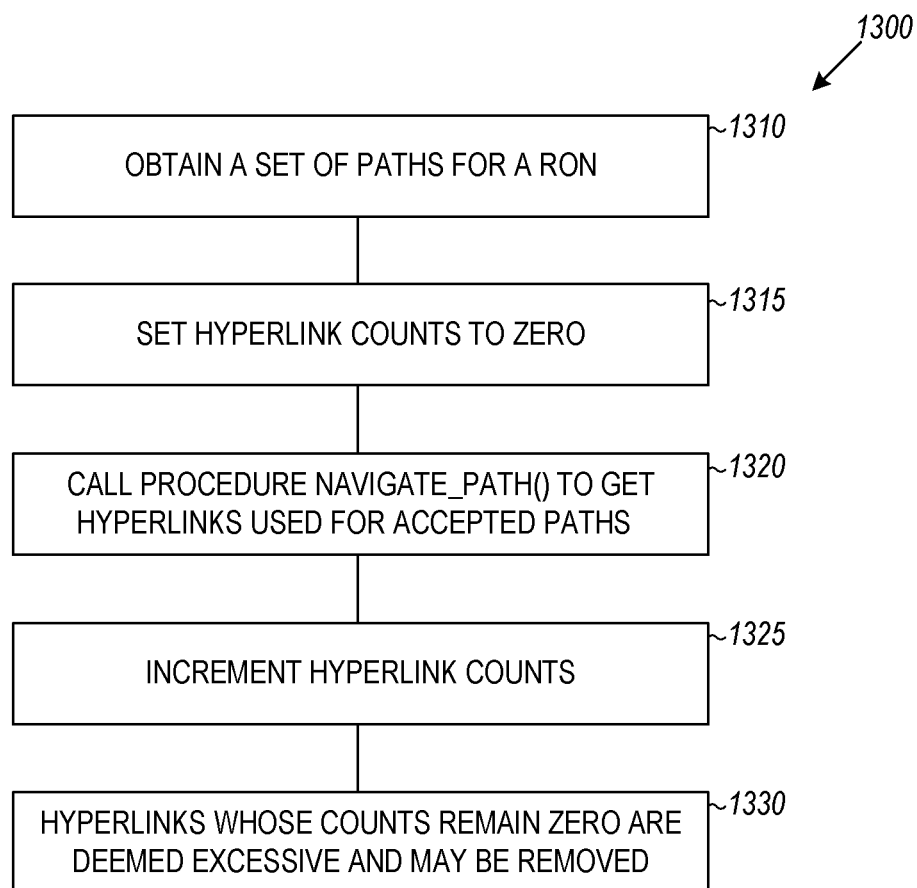 1300
OBTAIN A SET OF PATHS FOR A RON
1310
SET HYPERLINK COUNTS TO ZERO
1315
CALL PROCEDURE NAVIGATE_PATH() TO GET
HYPERLINKS USED FOR ACCEPTED PATHS
1320
INCREMENT HYPERLINK COUNTS
1325
HYPERLINKS WHOSE COUNTS REMAIN ZERO ARE
DEEMED EXCESSIVE AND MAY BE REMOVED
1330